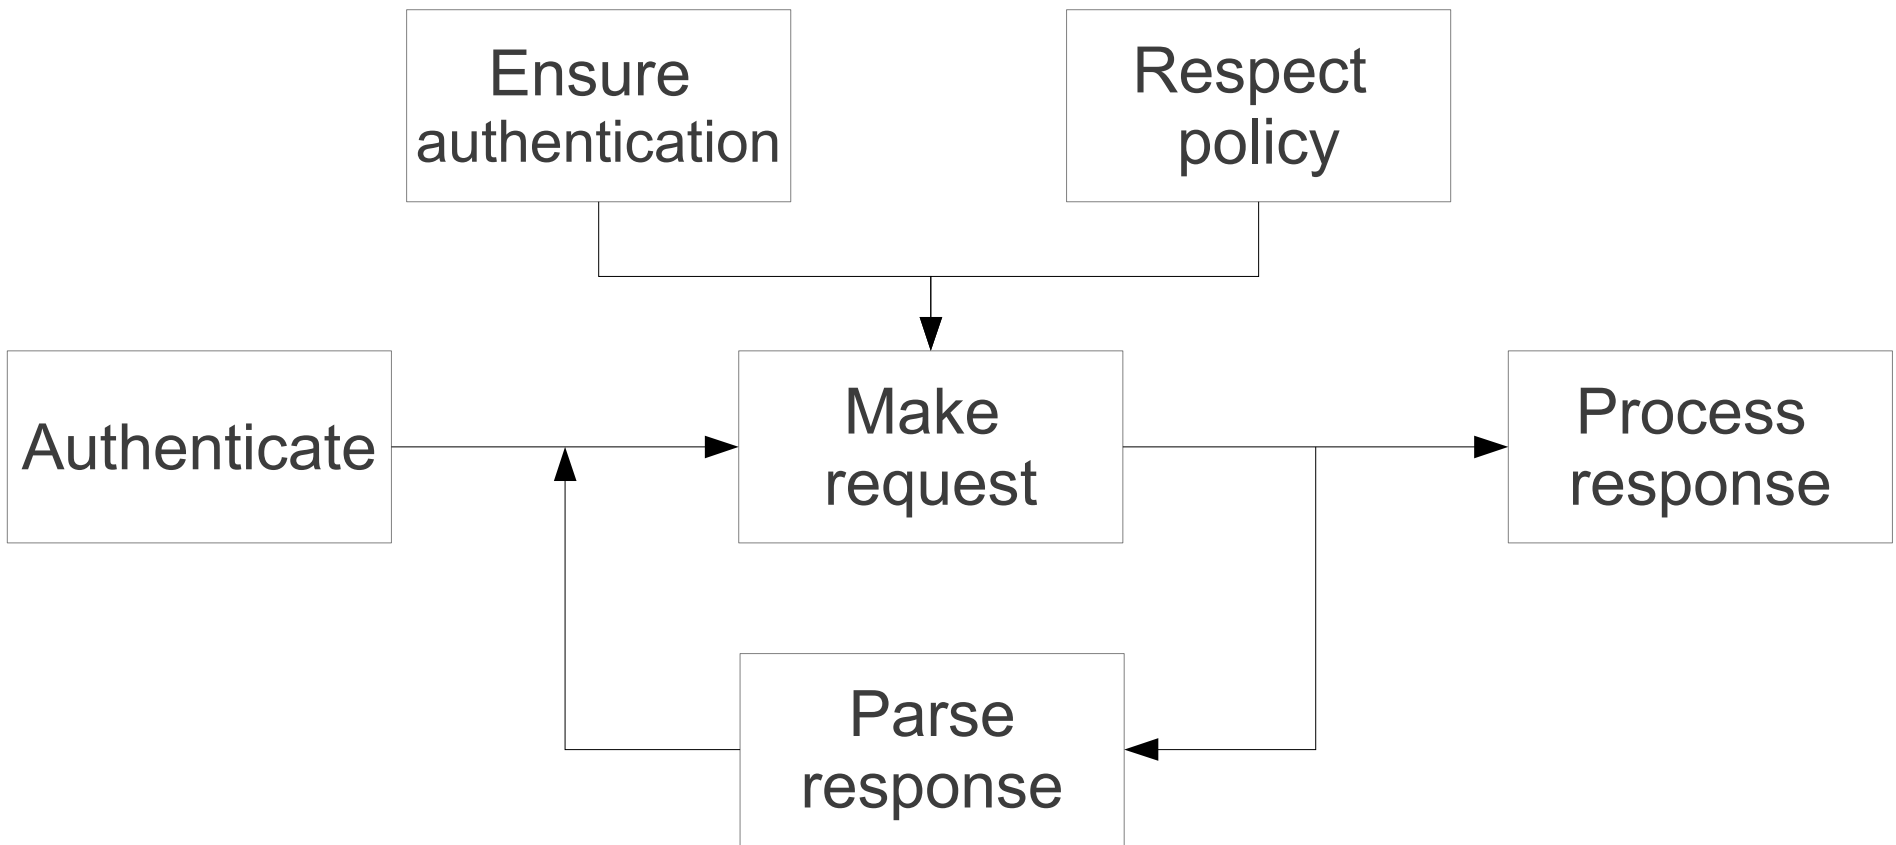 Ensure
authentication
Respect
policy
Authenticate
Make
request
Process
response
Parse
response